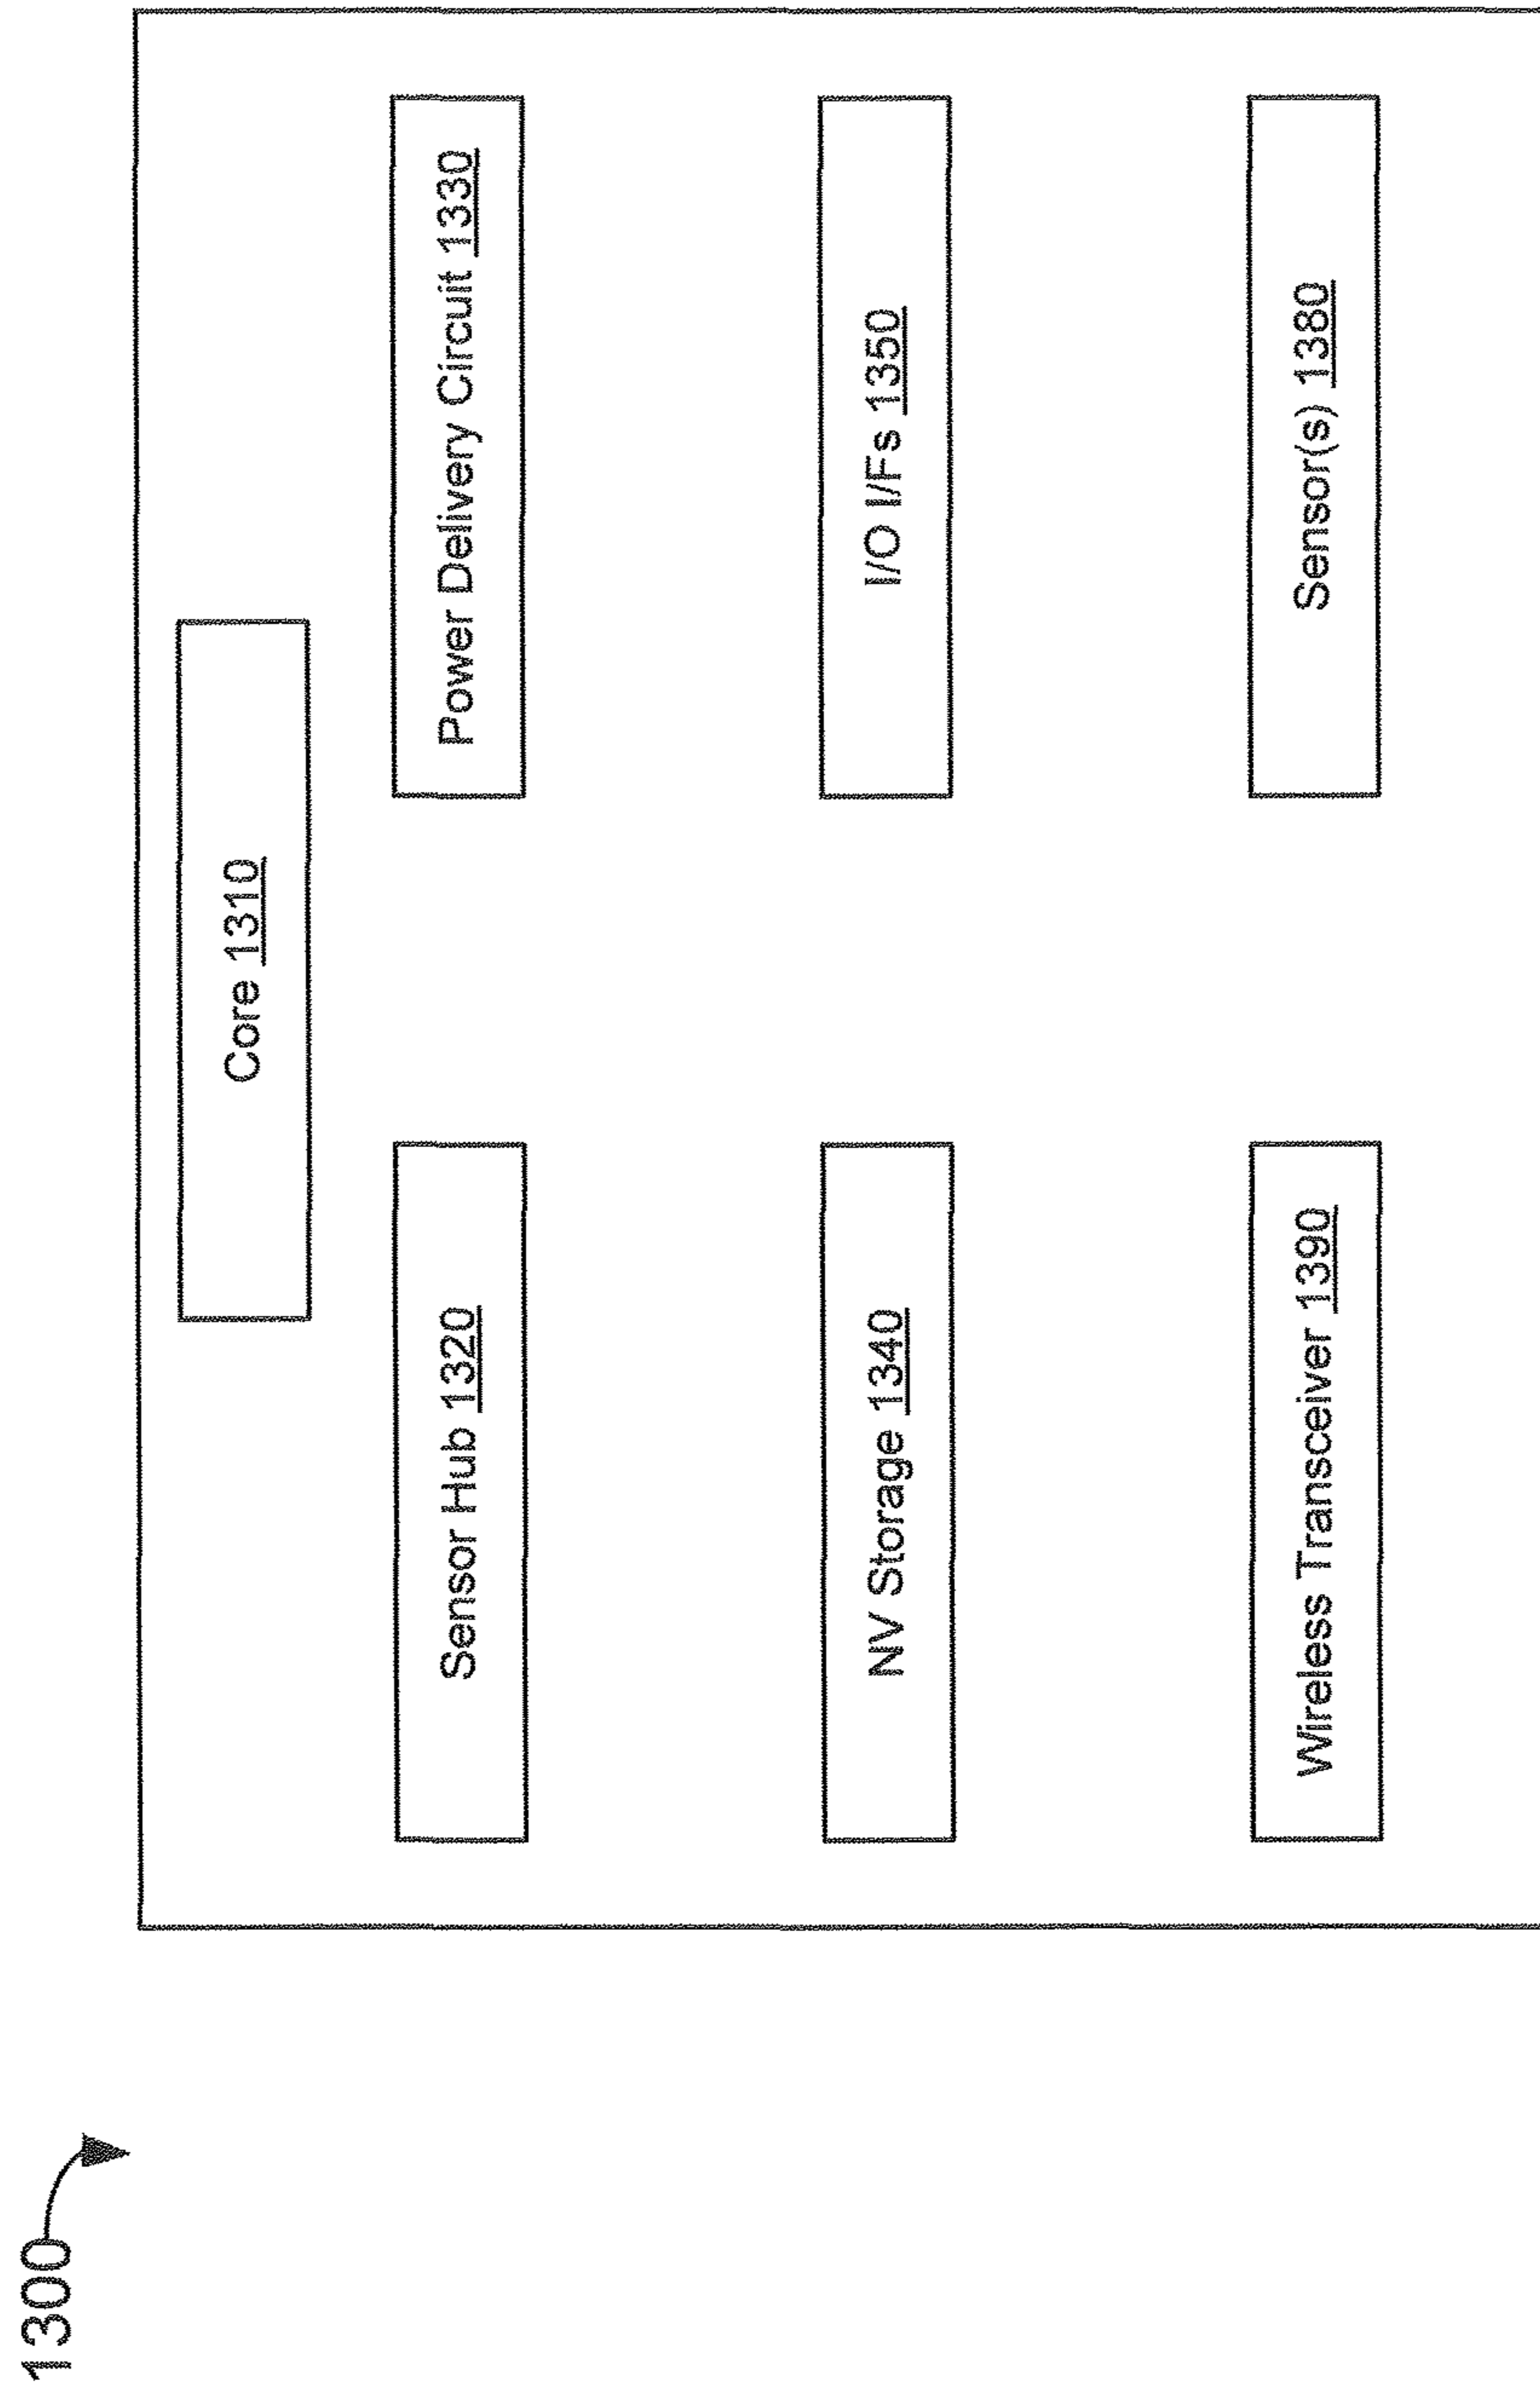 1300
Core 1310
Sensor Hub 1320
Power Delivery Circuit 1330
NV Storage 1340
I/O I/Fs 1350
Wireless Transceiver 1390
Sensor(s) 1380